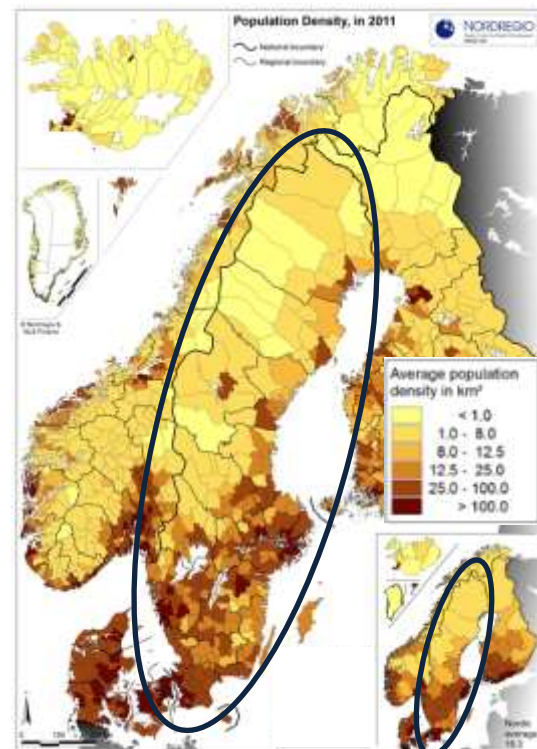 Population Density, in 2011
National boundary
Regional boundary
NORDREGIO
Average population
density in km²
< 1.0
1.0 - 8.0
8.0 - 12.5
12.5 - 25.0
25.0 - 100.0
> 100.0
Nordic
average